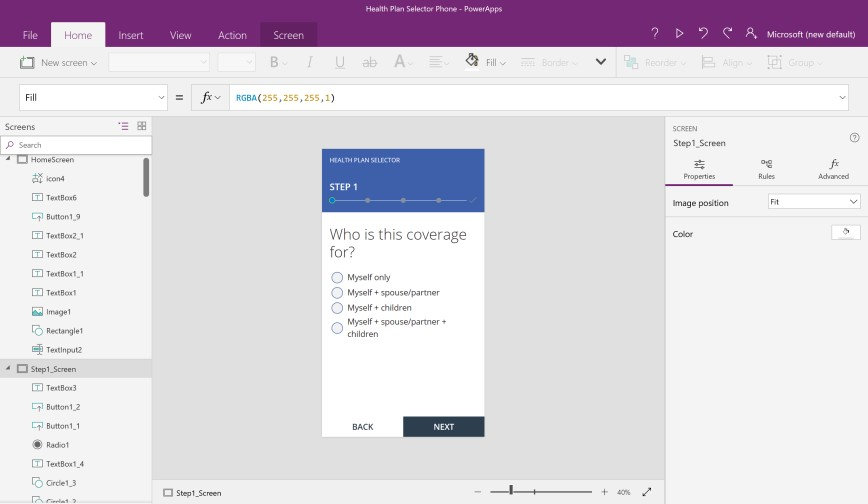 Health Plan Selector Phone - PowerApps
File Home Insert View Action Screen ? Microsoft (new default)
New screen B I U ab A Fill Border Reorder Align Group
Fill = fx RGBA(255,255,255,1)
Screens
Search
HomeScreen
icon4
TextBox6
Button1_9
TextBox2_1
TextBox2
TextBox1_1
TextBox1
Image1
Rectangle1
TextInput2
Step1_Screen
TextBox3
Button1_2
Button1_1
Radio1
TextBox1_4
Circle1_3
Circle1_2
HEALTH PLAN SELECTOR
STEP 1
Who is this coverage
for?
Myself only
Myself + spouse/partner
Myself + children
Myself + spouse/partner +
children
BACK NEXT
Step1_Screen
40%
SCREEN
Step1_Screen
Properties Rules Advanced
Image position Fit
Color